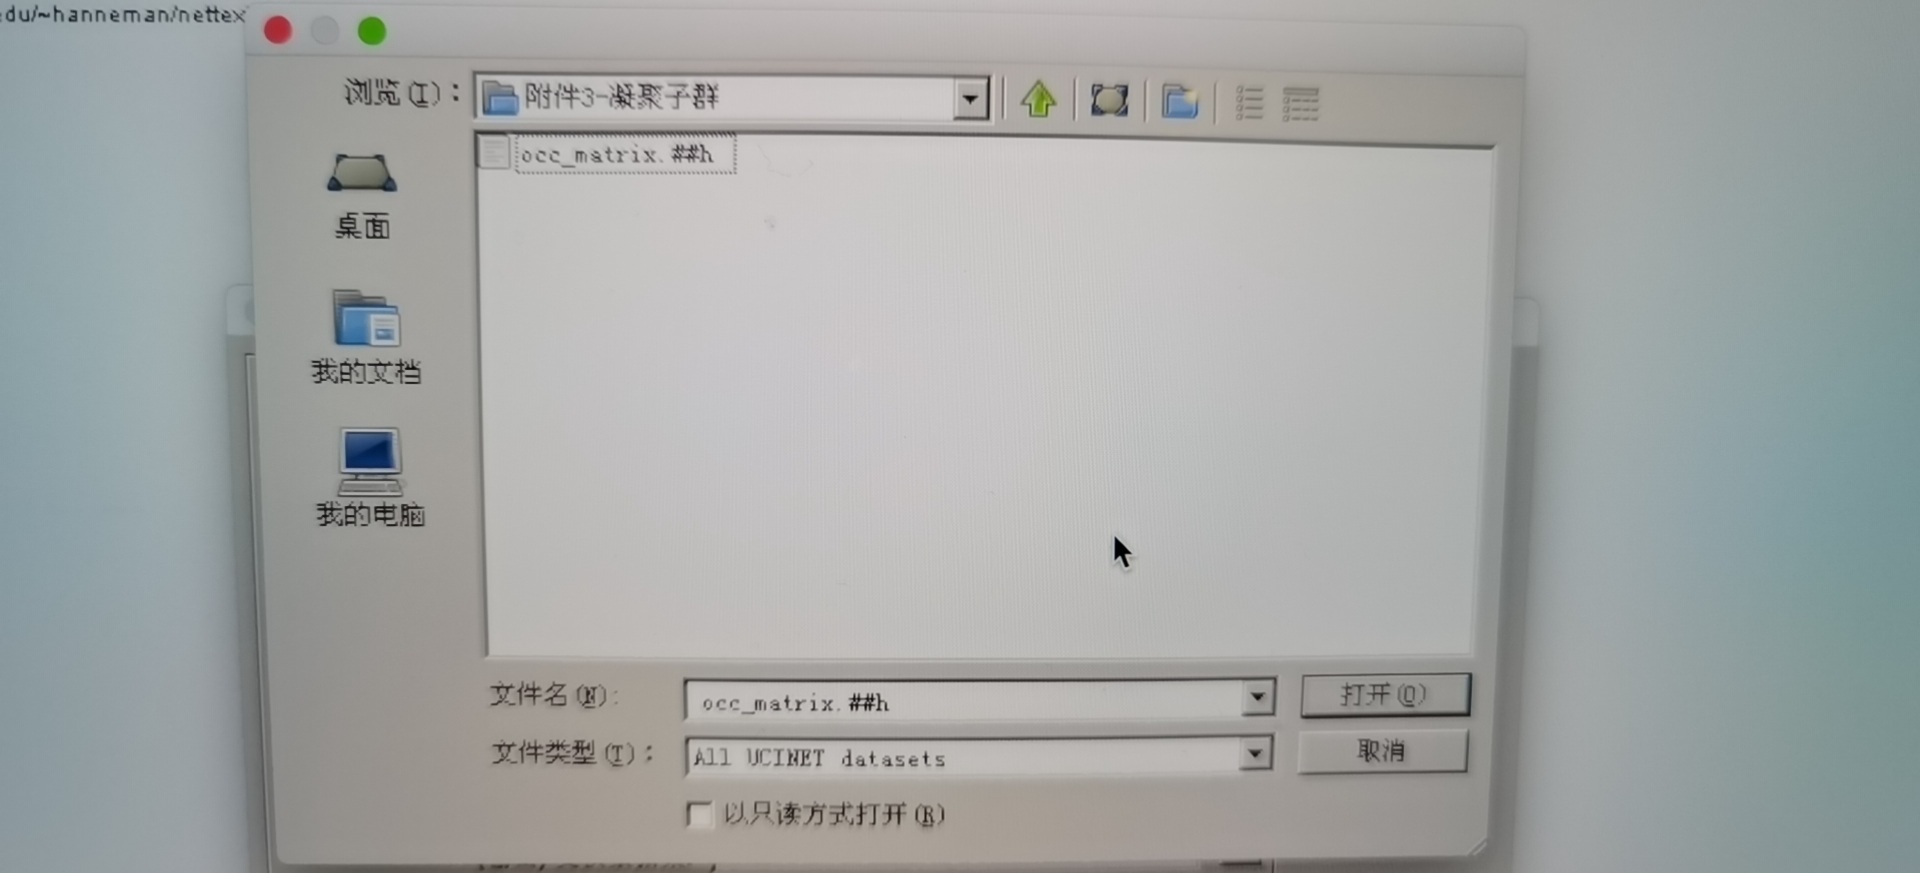 du/~hanneman/nettex
浏览(I)：
附件3-凝聚子群
occ_matrix.##h
桌面
我的文档
我的电脑
文件名(N):
occ_matrix.##h
打开(O)
文件类型(T)：
All UCINET datasets
取消
以只读方式打开(R)